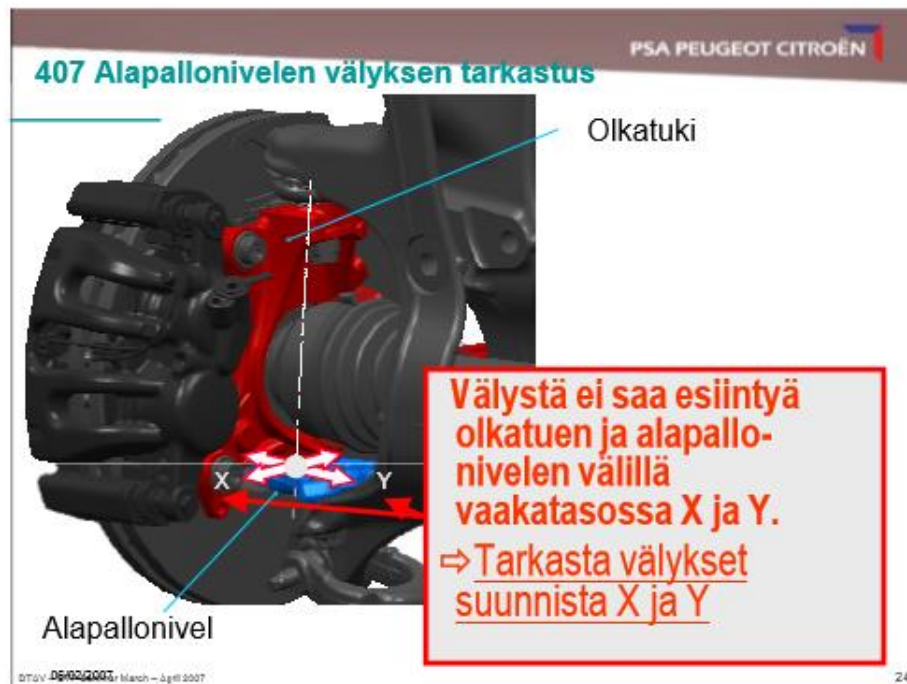 PSA PEUGEOT CITROËN
407 Alapallonivelen välyksen tarkastus
Olkatuki
Välystä ei saa esiintyä
olkatuen ja alapallo-
nivelen välillä
vaakatasossa X ja Y.
⇨Tarkasta välykset
suunnista X ja Y
X
Y
Alapallonivel
06/02/2007
DTAV – March – April 2007
24